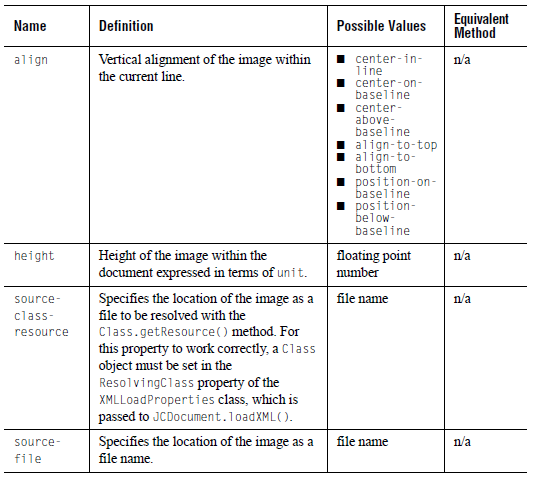 Name Definition Possible Values Equivalent
Method
align Vertical alignment of the image within
the current line. ■ center-in-
line n/a
■ center-on-
baseline
■ center-
above-
baseline
■ align-to-top
■ align-to-
bottom
■ position-on-
baseline
■ position-
below-
baseline
height Height of the image within the floating point n/a
document expressed in terms of unit. number
source- Specifies the location of the image as a file name n/a
class- file to be resolved with the
resource Class.getResource() method. For
this property to work correctly, a Class
object must be set in the
ResolvingClass property of the
XMLLoadProperties class, which is
passed to JCDocument.loadXML().
source- Specifies the location of the image as a file name n/a
file file name.